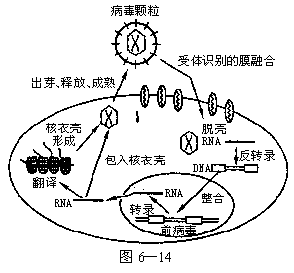 病毒颗粒
出芽、释放、成熟
受体识别的膜融合
核衣壳
形成
脱壳
RNA
反转录
包入核衣壳
DNA
整合
翻译
RNA
RNA
转录
前病毒
图 6—14